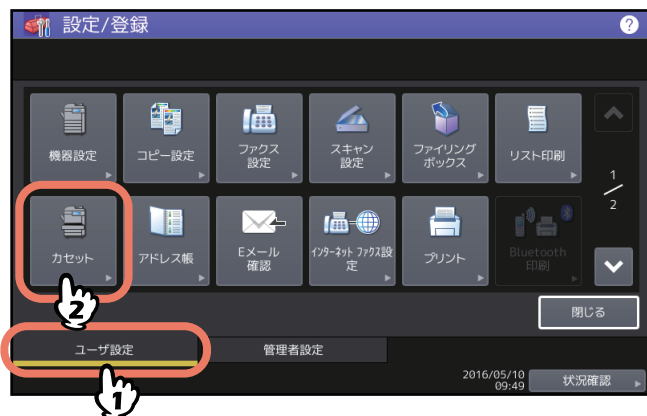 設定/登録
?
機器設定
コピー設定
ファクス
設定
スキャン
設定
ファイリング
ボックス
リスト印刷
1
2
カセット
アドレス帳
Eメール
確認
インターネット ファクス設
定
プリント
Bluetooth
印刷
2
閉じる
ユーザ設定
管理者設定
1
2016/05/10
09:49
状況確認